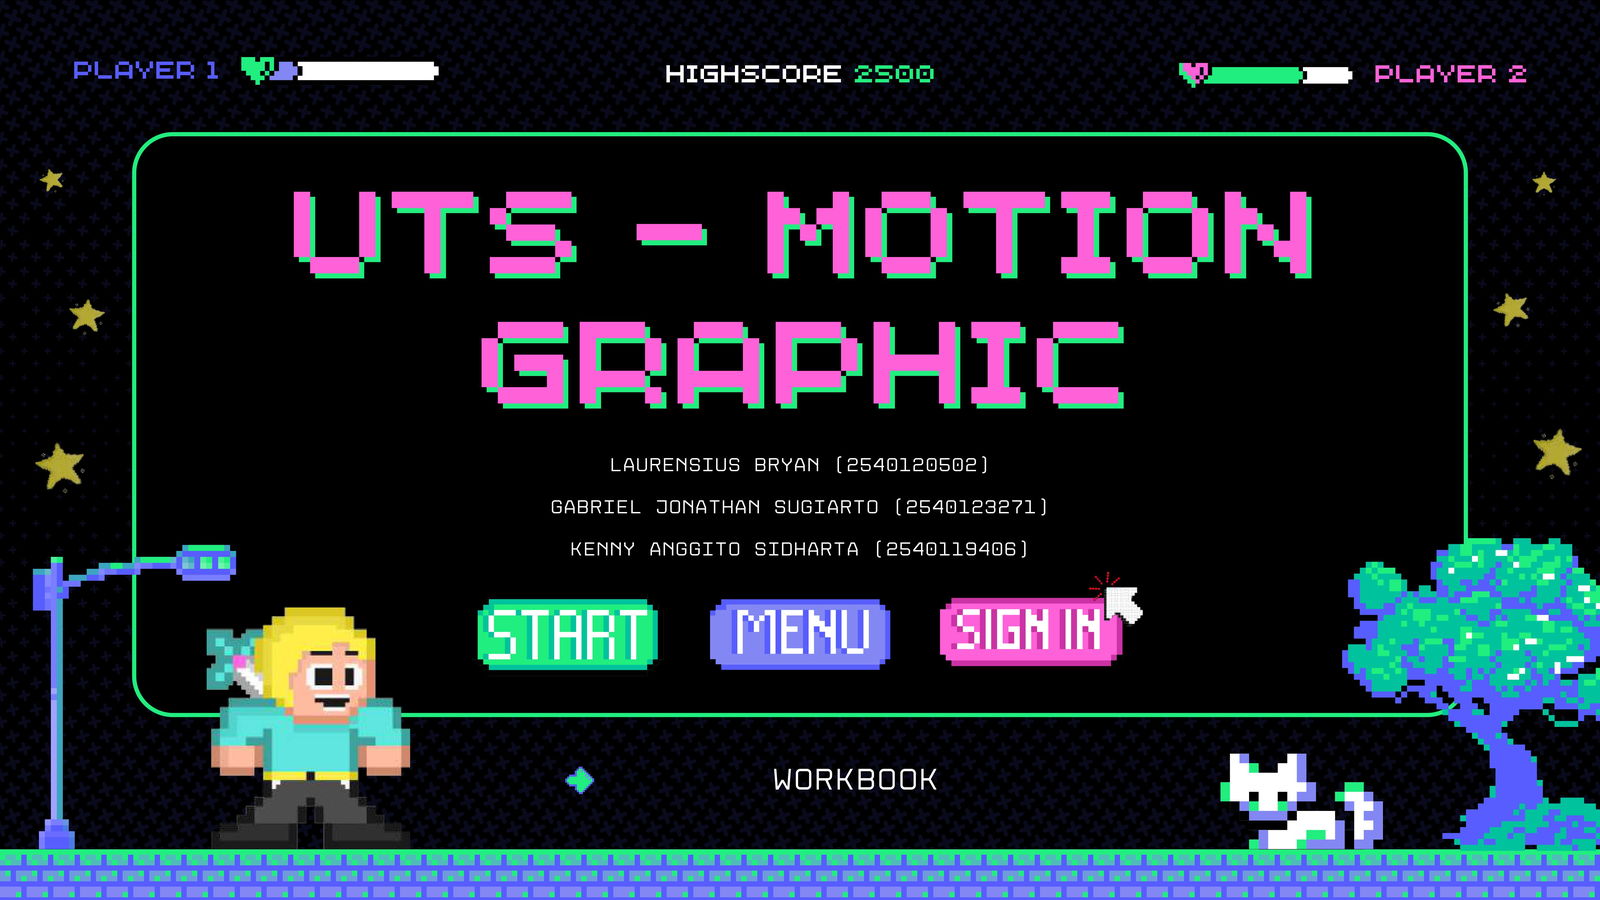 PLAYER 1
HIGHSCORE 2500
PLAYER 2
UTS - MOTION
GRAPHIC
LAURENSIUS BRYAN (2540120502)
GABRIEL JONATHAN SUGIARTO (2540123271)
KENNY ANGGITO SIDHARTA (2540119406)
START
MENU
SIGN IN
WORKBOOK